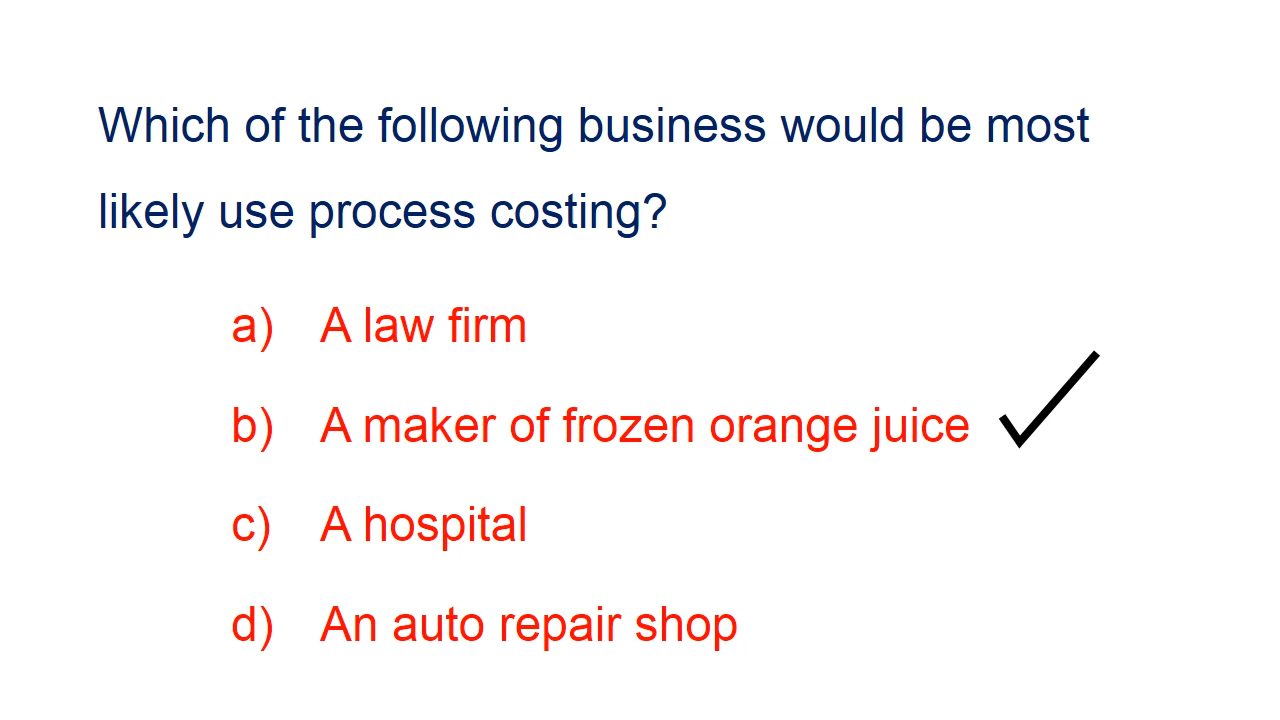 Which of the following business would be most
likely use process costing?
a) A law firm
b) A maker of frozen orange juice
c) A hospital
d) An auto repair shop